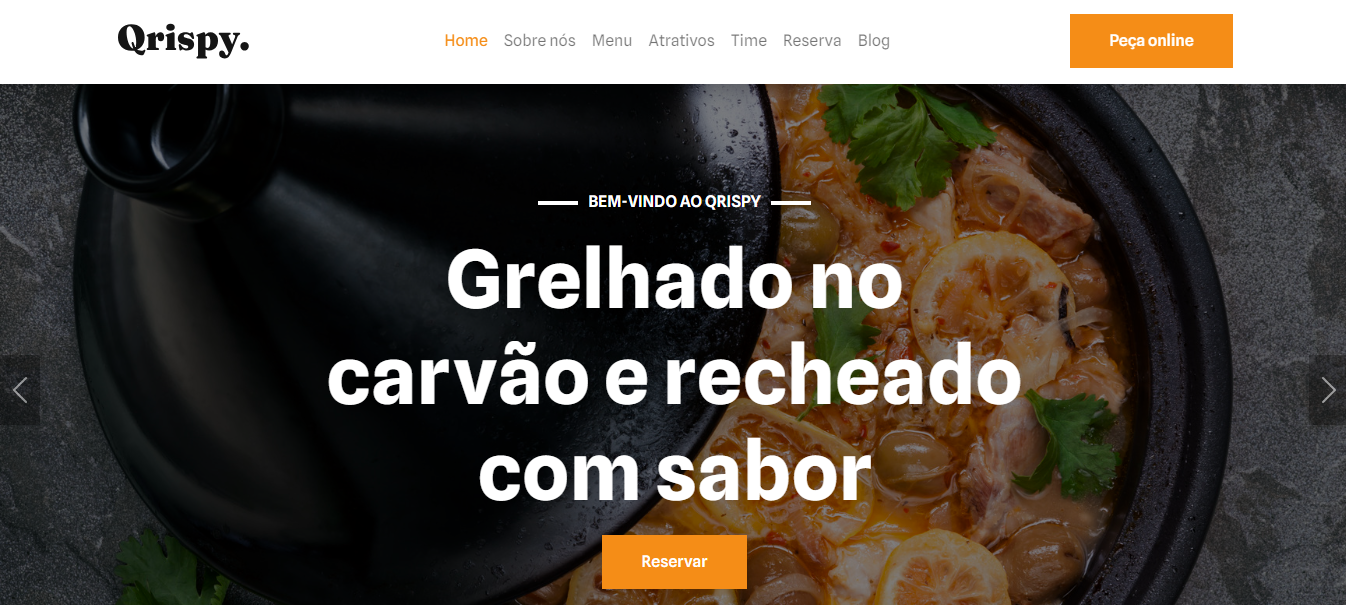 Qrispy.
Home Sobre nós Menu Atrativos Time Reserva Blog
Peça online
BEM-VINDO AO QRISPY
Grelhado no
carvão e recheado
com sabor
Reservar